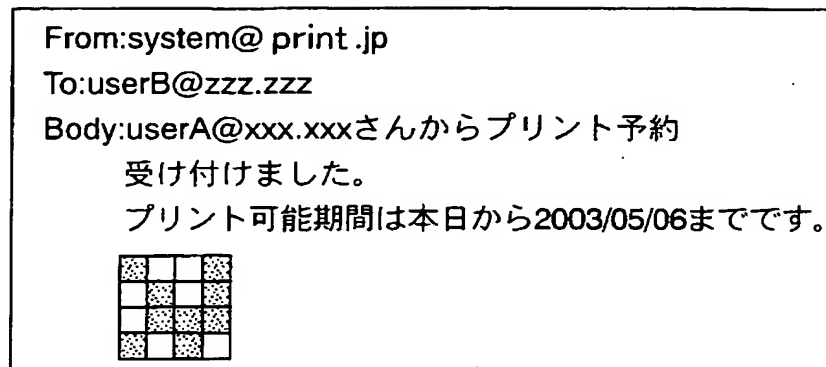 From:system@ print .jp
To:userB@zzz.zzz
Body:userA@xxx.xxxさんからプリント予約
受け付けました。
プリント可能期間は本日から2003/05/06までです。